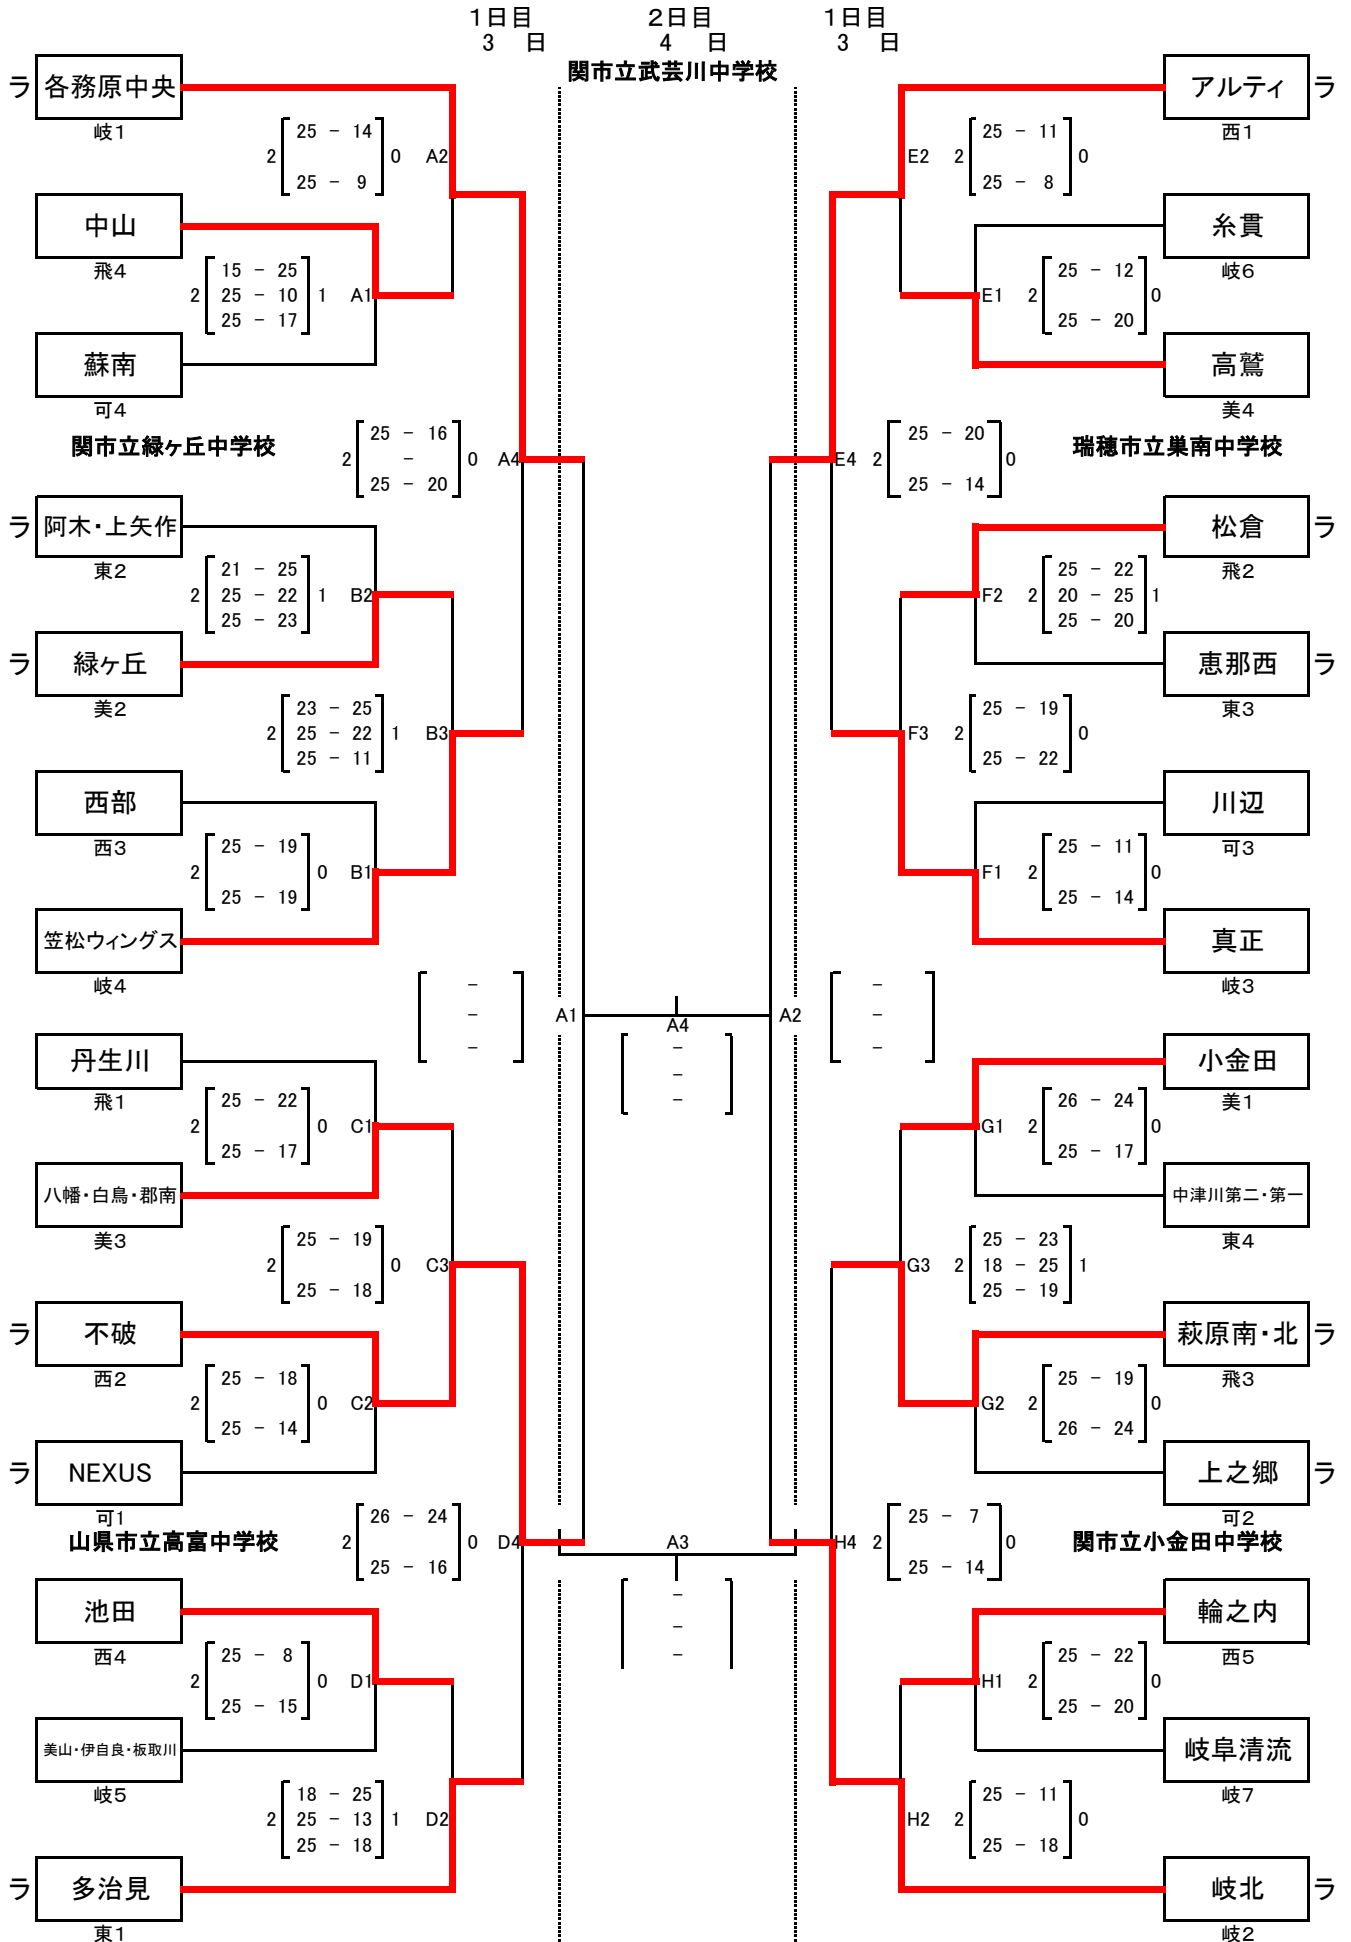 1日目 2日目 1日目
3 日 4 日 3 日
関市立武芸川中学校
ラ 各務原中央 アルティ ラ
岐1 西1
25 - 14 25 - 11
2 0 A2 E2 2 0
25 - 9 25 - 8
中山 糸貫
飛4 岐6
15 - 25 25 - 12
2 25 - 10 1 A1 E1 2 0
25 - 17 25 - 20
蘇南 高鷲
可4 美4
関市立緑ヶ丘中学校 瑞穂市立巣南中学校
25 - 16 25 - 20
2 - 0 A4 E4 2 0
25 - 20 25 - 14
ラ 阿木・上矢作 松倉 ラ
東2 飛2
21 - 25 25 - 22
2 25 - 22 1 B2 F2 2 20 - 25 1
25 - 23 25 - 20
ラ 緑ヶ丘 恵那西 ラ
美2 東3
23 - 25 25 - 19
2 25 - 22 1 B3 F3 2 0
25 - 11 25 - 22
西部 川辺
西3 可3
25 - 19 25 - 11
2 0 B1 F1 2 0
25 - 19 25 - 14
笠松ウィングス 真正
岐4 岐3
- -
- A1 A4 A2 -
- - -
-
-
丹生川 小金田
飛1 美1
25 - 22 26 - 24
2 0 C1 G1 2 0
25 - 17 25 - 17
八幡・白鳥・郡南 中津川第二・第一
美3 東4
25 - 19 25 - 23
2 0 C3 G3 2 18 - 25 1
25 - 18 25 - 19
ラ 不破 萩原南・北 ラ
西2 飛3
25 - 18 25 - 19
2 0 C2 G2 2 0
25 - 14 26 - 24
ラ NEXUS 上之郷 ラ
可1 可2
山県市立高富中学校 関市立小金田中学校
26 - 24 25 - 7
2 0 D4 A3 H4 2 0
25 - 16 25 - 14
-
-
-
池田 輪之内
西4 西5
25 - 8 25 - 22
2 0 D1 H1 2 0
25 - 15 25 - 20
美山・伊自良・板取川 岐阜清流
岐5 岐7
18 - 25 25 - 11
2 25 - 13 1 D2 H2 2 0
25 - 18 25 - 18
ラ 多治見 岐北 ラ
東1 岐2